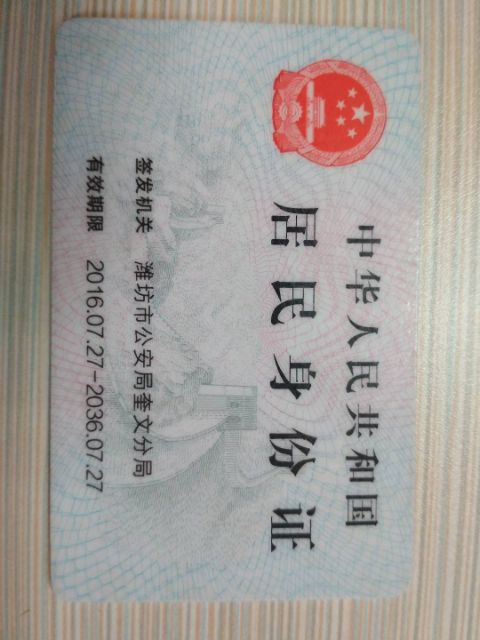 中华人民共和国
居民身份证
签发机关 潍坊市公安局奎文分局
有效期限 2016.07.27-2036.07.27